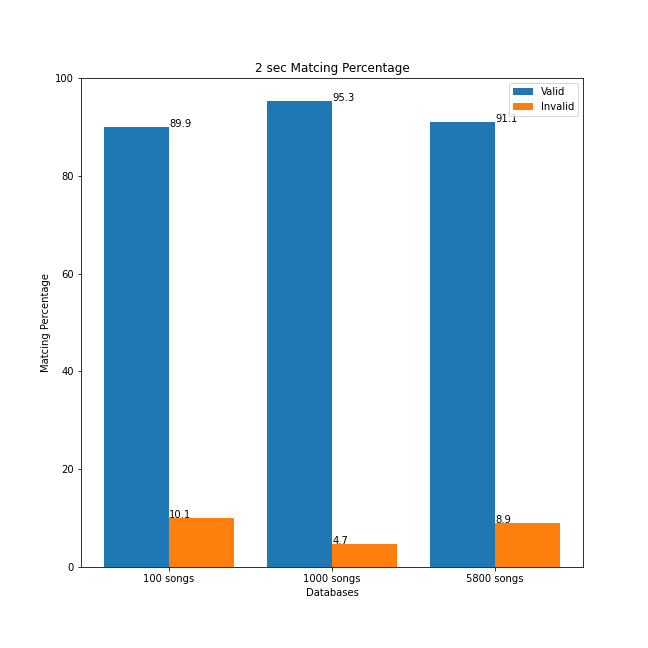 2 sec Matcing Percentage
100
80
60
40
20
0
Matcing Percentage
Valid
Invalid
89.9
95.3
91.1
10.1
4.7
8.9
100 songs
1000 songs
5800 songs
Databases